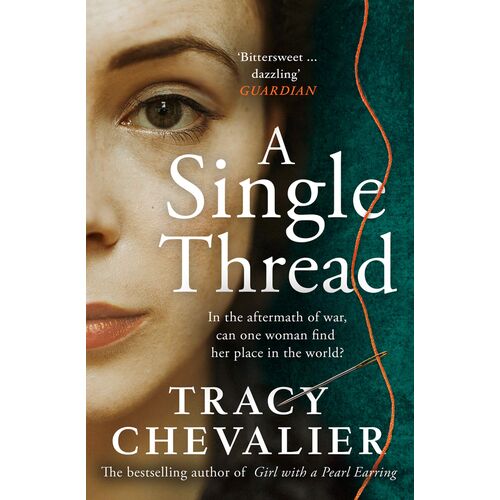 ‘Bittersweet ...
dazzling’
GUARDIAN
A
Single
Thread
In the aftermath of war,
can one woman find
her place in the world?
TRACY
CHEVALIER
The bestselling author of Girl with a Pearl Earring